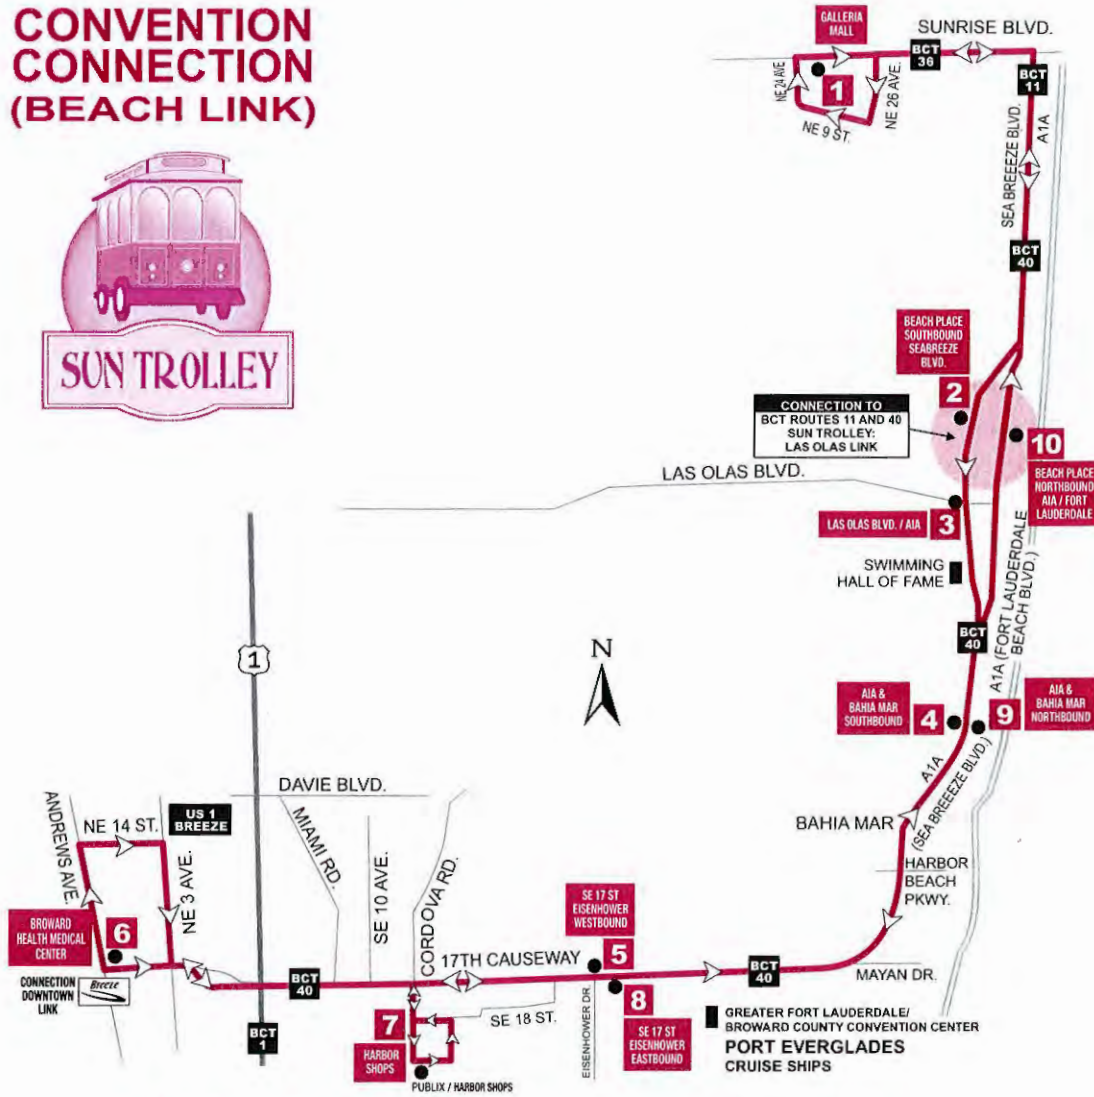 CONVENTION
CONNECTION
(BEACH LINK)
SUN TROLLEY
GALLERIA
MALL
SUNRISE BLVD.
BCT
36
BCT
11
NE 24 AVE.
1
NE 26 AVE.
NE 9 ST.
SEA BREEEZE BLVD.
A1A
BCT
40
BEACH PLACE
SOUTHBOUND
SEABREEZE
BLVD.
2
CONNECTION TO
BCT ROUTES 11 AND 40
SUN TROLLEY:
LAS OLAS LINK
10
BEACH PLACE
NORTHBOUND
AIA / FORT
LAUDERDALE
LAS OLAS BLVD.
LAS OLAS BLVD. / AIA
3
SWIMMING
HALL OF FAME
A1A (FORT LAUDERDALE
BEACH BLVD.)
BCT
40
1
N
AIA &
BAHIA MAR
SOUTHBOUND
4
9
AIA &
BAHIA MAR
NORTHBOUND
A1A
(SEA BREEEZE BLVD.)
BAHIA MAR
HARBOR
BEACH
PKWY.
MAYAN DR.
DAVIE BLVD.
ANDREWS AVE.
NE 14 ST.
US 1
BREEZE
NE 3 AVE.
MIAMI RD.
SE 10 AVE.
CORDOVA RD.
BROWARD
HEALTH MEDICAL
CENTER
6
CONNECTION
DOWNTOWN
LINK
Breeze
BCT
40
17TH CAUSEWAY
SE 17 ST
EISENHOWER
WESTBOUND
5
BCT
40
BCT
1
7
HARBOR
SHOPS
SE 18 ST.
PUBLIX / HARBOR SHOPS
EISENHOWER DR.
8
SE 17 ST
EISENHOWER
EASTBOUND
GREATER FORT LAUDERDALE/
BROWARD COUNTY CONVENTION CENTER
PORT EVERGLADES
CRUISE SHIPS